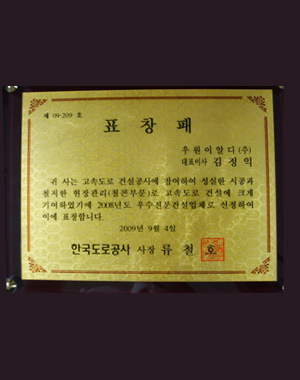 제 09-209 호
표 창 패
우 원 이 알 디 (주)
대표이사 김 정 익
귀 사는 고속도로 건설공사에 참여하여 성실한 시공과
철저한 현장관리(철콘부문)로 고속도로 건설에 크게
기여하였기에 2008년도 우수전문건설업체로 선정하여
이에 표창합니다.
2009년 9월 4일
한국도로공사 사장 류 철 호